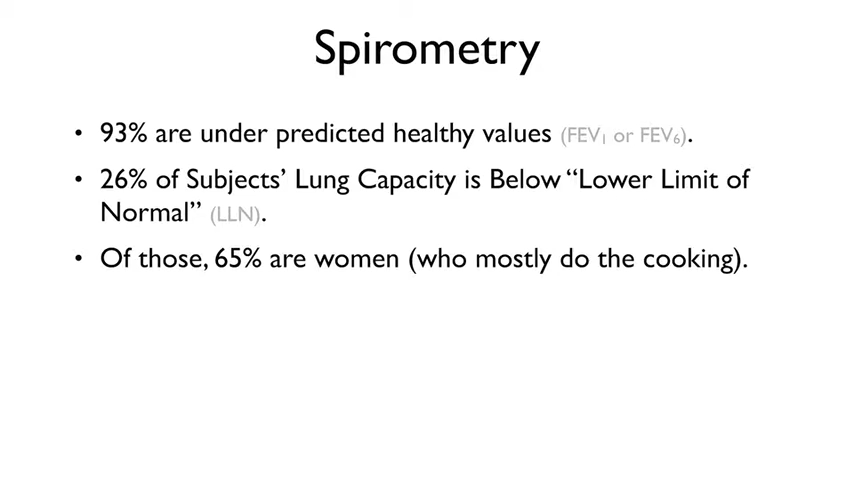 Spirometry
• 93% are under predicted healthy values (FEV₁ or FEV₆).
• 26% of Subjects' Lung Capacity is Below “Lower Limit of
Normal” (LLN).
• Of those, 65% are women (who mostly do the cooking).